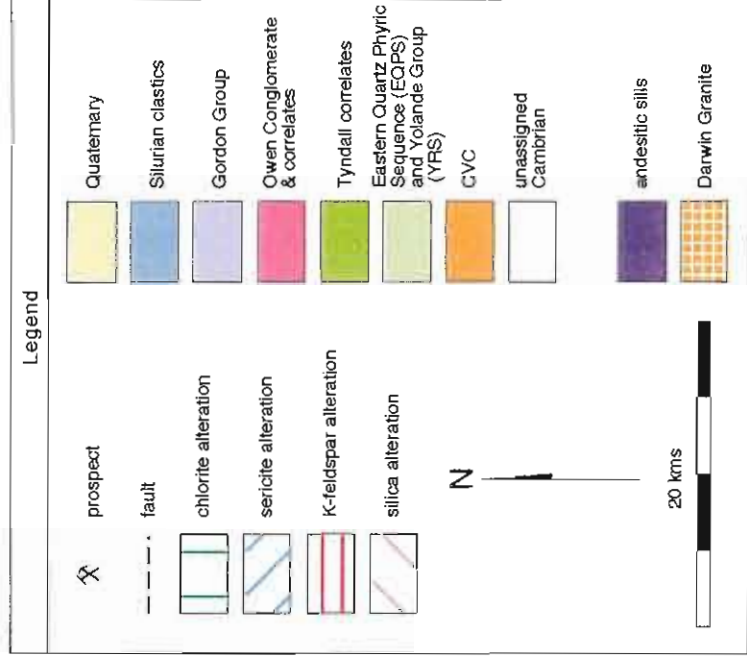 Legend
prospect
fault
chlorite alteration
sericite alteration
K-feldspar alteration
silica alteration
N
20 kms
Quaternary
Silurian clastics
Gordon Group
Owen Conglomerate
& correlates
Tyndall correlates
Eastern Quartz Phyric
Sequence (EQPS)
and Yolande Group
(YRS)
CVC
unassigned
Cambrian
andesitic sills
Darwin Granite